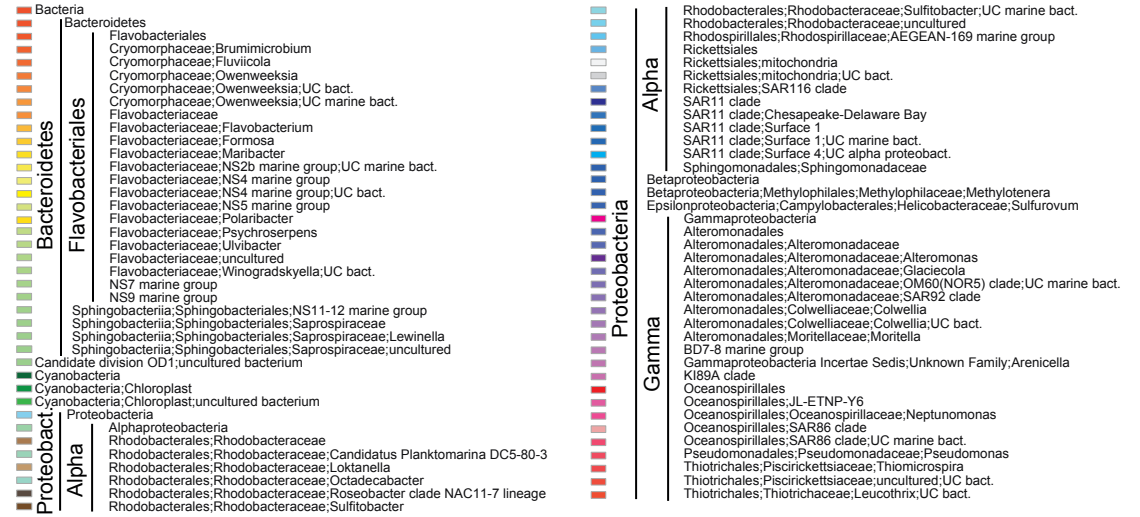 Bacteria
Bacteroidetes
Flavobacteriales
Cryomorphaceae;Brumimicrobium
Cryomorphaceae;Fluviicola
Cryomorphaceae;Owenweeksia
Cryomorphaceae;Owenweeksia;UC bact.
Cryomorphaceae;Owenweeksia;UC marine bact.
Flavobacteriaceae
Flavobacteriaceae;Flavobacterium
Flavobacteriaceae;Formosa
Flavobacteriaceae;Maribacter
Flavobacteriaceae;NS2b marine group;UC marine bact.
Flavobacteriaceae;NS4 marine group
Flavobacteriaceae;NS4 marine group;UC bact.
Flavobacteriaceae;NS5 marine group
Flavobacteriaceae;Polaribacter
Flavobacteriaceae;Psychroserpens
Flavobacteriaceae;Ulvibacter
Flavobacteriaceae;uncultured
Flavobacteriaceae;Winogradskyella;UC bact.
NS7 marine group
NS9 marine group
Sphingobacteriia;Sphingobacteriales;NS11-12 marine group
Sphingobacteriia;Sphingobacteriales;Saprospiraceae
Sphingobacteriia;Sphingobacteriales;Saprospiraceae;Lewinella
Sphingobacteriia;Sphingobacteriales;Saprospiraceae;uncultured
Candidate division OD1;uncultured bacterium
Cyanobacteria
Cyanobacteria;Chloroplast
Cyanobacteria;Chloroplast;uncultured bacterium
Proteobacteria
Alphaproteobacteria
Rhodobacterales;Rhodobacteraceae
Rhodobacterales;Rhodobacteraceae;Candidatus Planktomarina DC5-80-3
Rhodobacterales;Rhodobacteraceae;Loktanella
Rhodobacterales;Rhodobacteraceae;Octadecabacter
Rhodobacterales;Rhodobacteraceae;Roseobacter clade NAC11-7 lineage
Rhodobacterales;Rhodobacteraceae;Sulfitobacter
Bacteroidetes
Flavobacteriales
Proteobact.
Alpha
Rhodobacterales;Rhodobacteraceae;Sulfitobacter;UC marine bact.
Rhodobacterales;Rhodobacteraceae;uncultured
Rhodospirillales;Rhodospirillaceae;AEGEAN-169 marine group
Rickettsiales
Rickettsiales;mitochondria
Rickettsiales;mitochondria;UC bact.
Rickettsiales;SAR116 clade
SAR11 clade
SAR11 clade;Chesapeake-Delaware Bay
SAR11 clade;Surface 1
SAR11 clade;Surface 1;UC marine bact.
SAR11 clade;Surface 4;UC alpha proteobact.
Sphingomonadales;Sphingomonadaceae
Betaproteobacteria
Betaproteobacteria;Methylophilales;Methylophilaceae;Methylotenera
Epsilonproteobacteria;Campylobacterales;Helicobacteraceae;Sulfurovum
Gammaproteobacteria
Alteromonadales
Alteromonadales;Alteromonadaceae
Alteromonadales;Alteromonadaceae;Alteromonas
Alteromonadales;Alteromonadaceae;Glaciecola
Alteromonadales;Alteromonadaceae;OM60(NOR5) clade;UC marine bact.
Alteromonadales;Alteromonadaceae;SAR92 clade
Alteromonadales;Colwelliaceae;Colwellia
Alteromonadales;Colwelliaceae;Colwellia;UC bact.
Alteromonadales;Moritellaceae;Moritella
BD7-8 marine group
Gammaproteobacteria Incertae Sedis;Unknown Family;Arenicella
KI89A clade
Oceanospirillales
Oceanospirillales;JL-ETNP-Y6
Oceanospirillales;Oceanospirillaceae;Neptunomonas
Oceanospirillales;SAR86 clade
Oceanospirillales;SAR86 clade;UC marine bact.
Pseudomonadales;Pseudomonadaceae;Pseudomonas
Thiotrichales;Piscirickettsiaceae;Thiomicrospira
Thiotrichales;Piscirickettsiaceae;uncultured;UC bact.
Thiotrichales;Thiotrichaceae;Leucothrix;UC bact.
Proteobacteria
Alpha
Gamma